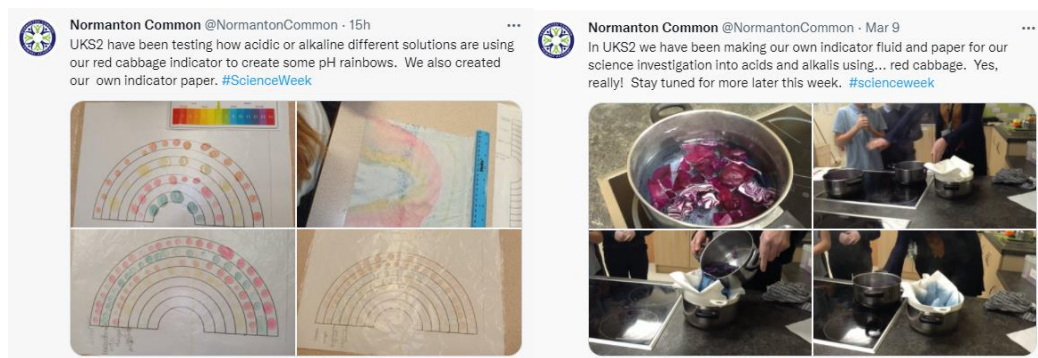 Normanton Common @NormantonCommon · 15h
UKS2 have been testing how acidic or alkaline different solutions are using
our red cabbage indicator to create some pH rainbows.  We also created
our  own indicator paper. #ScienceWeek
Normanton Common @NormantonCommon · Mar 9
In UKS2 we have been making our own indicator fluid and paper for our
science investigation into acids and alkalis using... red cabbage.  Yes,
really!  Stay tuned for more later this week.  #scienceweek